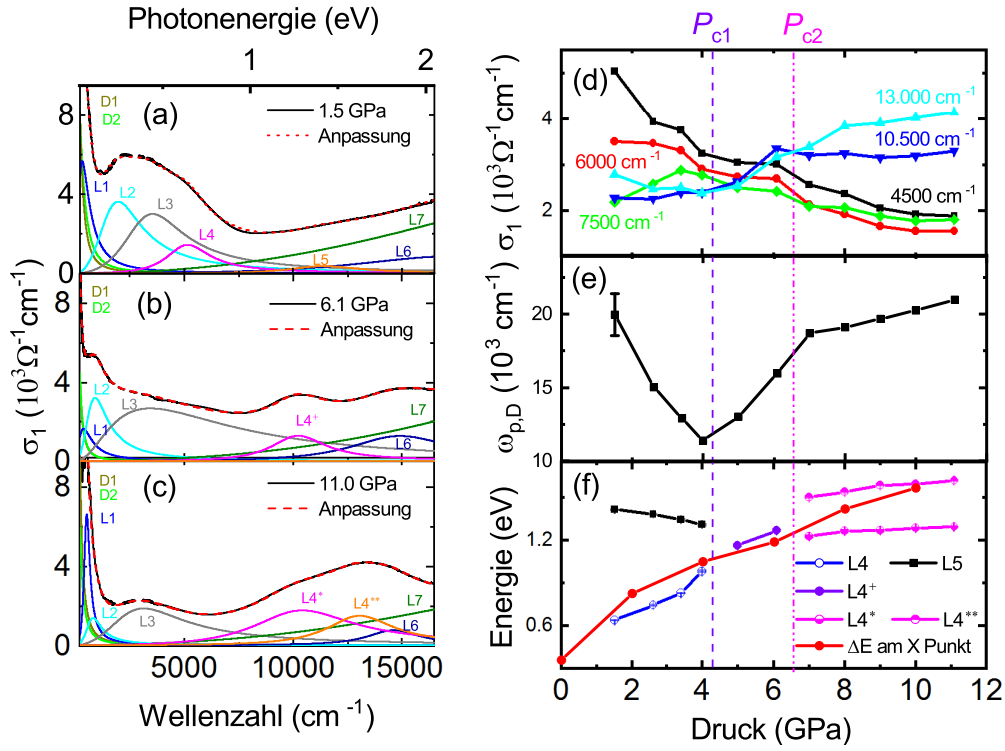 Photonenergie (eV)
1
2
(a)
D1
D2
L1
L2
L3
L4
L5
L6
L7
1.5 GPa
Anpassung
8
4
0
(b)
D1
D2
L1
L2
L3
L4⁺
L6
L7
6.1 GPa
Anpassung
8
4
0
(c)
D1
D2
L1
L2
L3
L4*
L4**
L6
L7
11.0 GPa
Anpassung
8
4
0
σ₁ (10³Ω⁻¹cm⁻¹)
5000
10000
15000
Wellenzahl (cm⁻¹)
P_c1
P_c2
(d)
13.000 cm⁻¹
10.500 cm⁻¹
6000 cm⁻¹
7500 cm⁻¹
4500 cm⁻¹
4
2
σ₁ (10³Ω⁻¹cm⁻¹)
(e)
20
15
10
ω_p,D (10³ cm⁻¹)
(f)
1.2
0.6
Energie (eV)
L4
L5
L4⁺
L4*
L4**
ΔE am X Punkt
0
2
4
6
8
10
12
Druck (GPa)